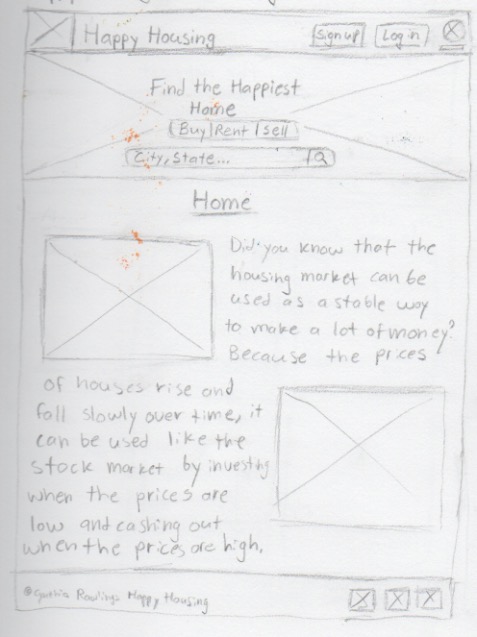 Happy Housing
Sign up
Log in
Find the Happiest
Home
Buy|Rent|Sell
City, State...
Home
Did you know that the
housing market can be
used as a stable way
to make a lot of money?
Because the prices
of houses rise and
fall slowly over time, it
can be used like the
stock market by investing
when the prices are
low and cashing out
when the prices are high.
Happy Housing